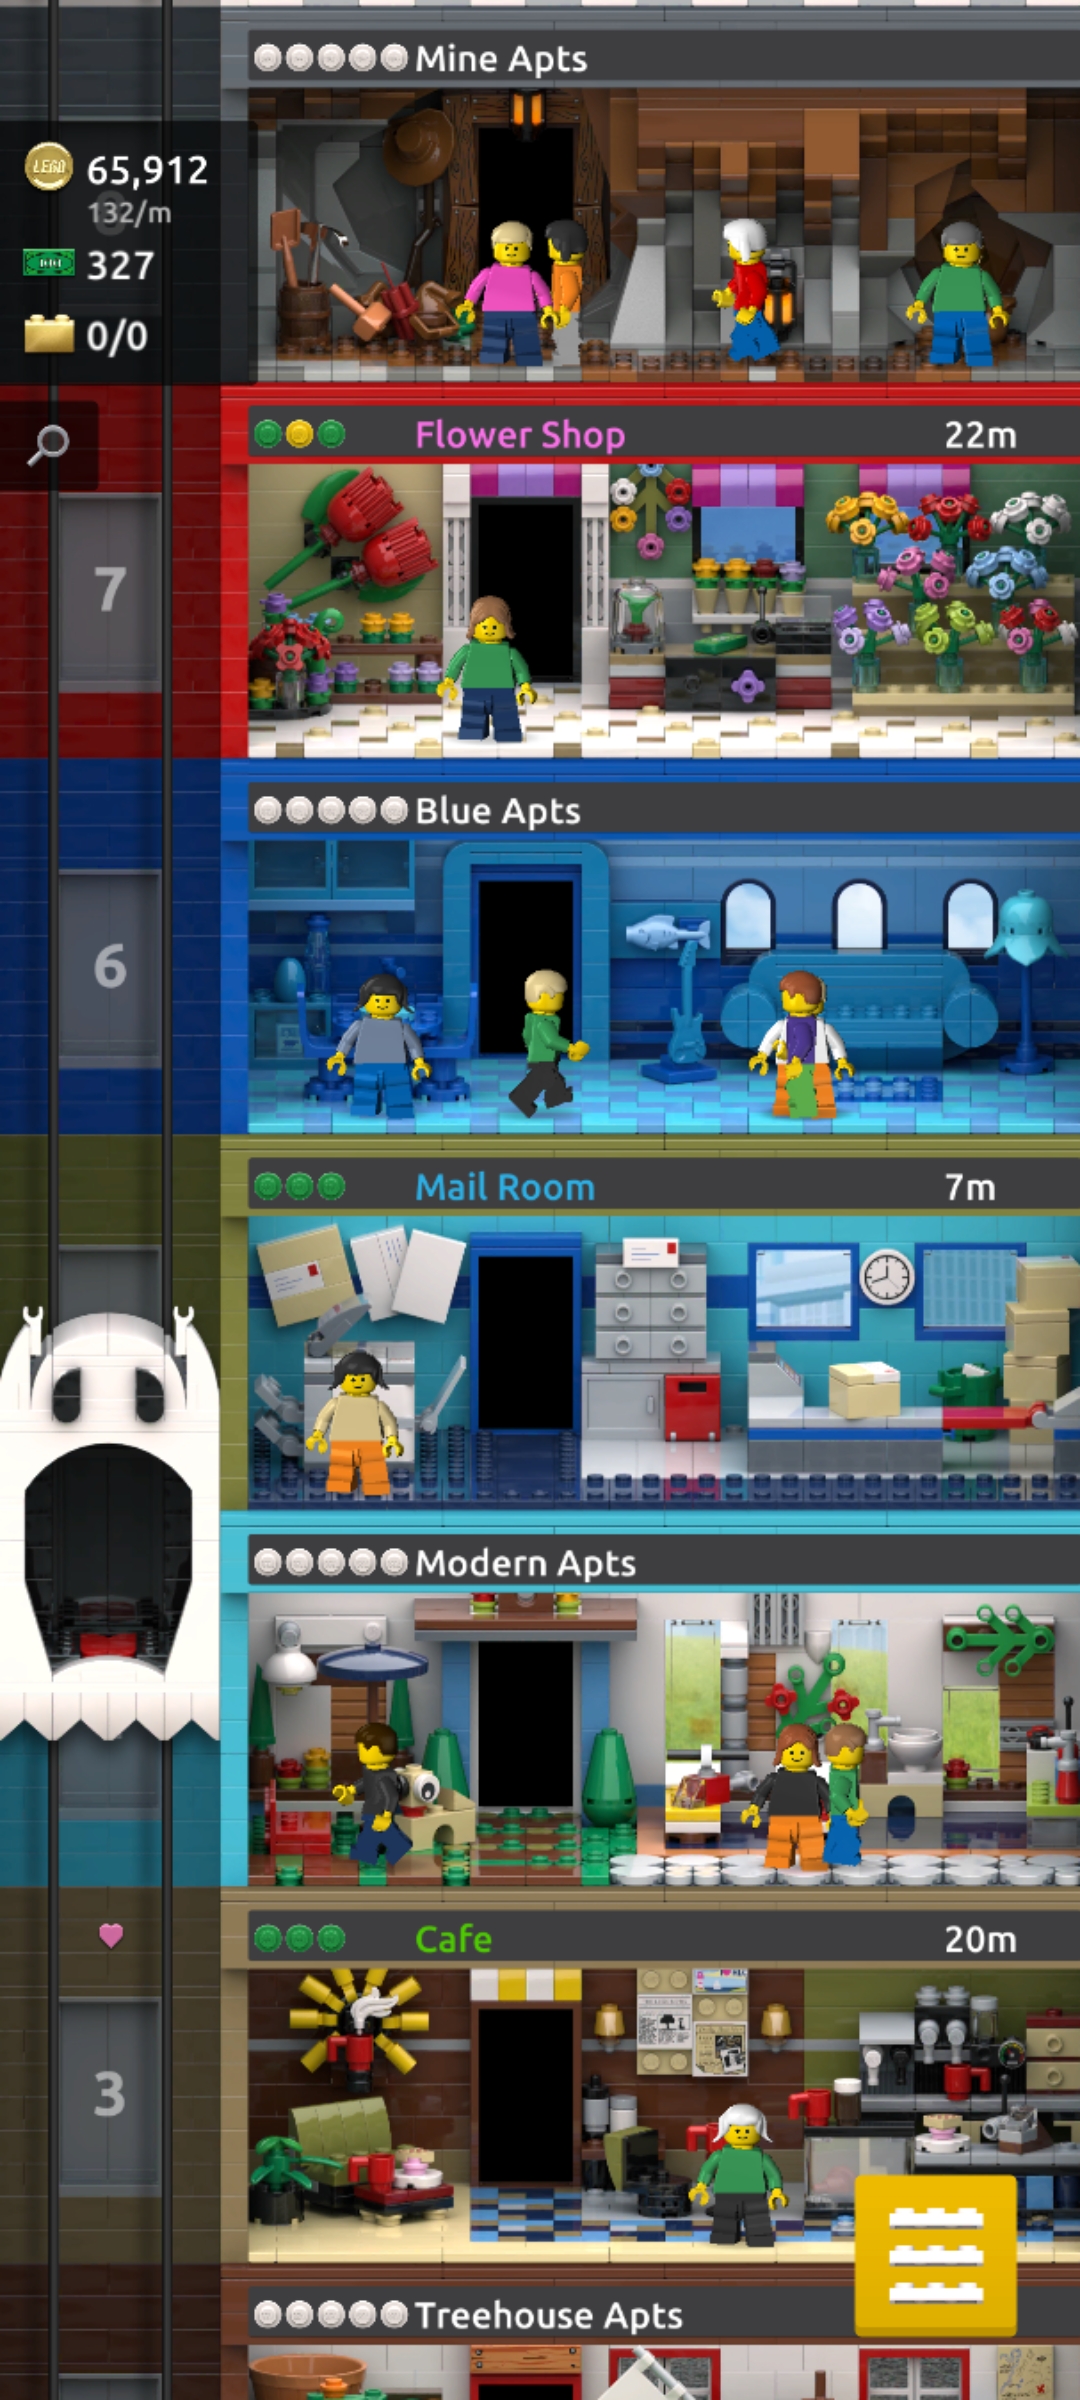 Mine Apts
LEGO 65,912
132/m
327
0/0
Flower Shop 22m
7
Blue Apts
6
Mail Room 7m
Modern Apts
Cafe 20m
3
Treehouse Apts